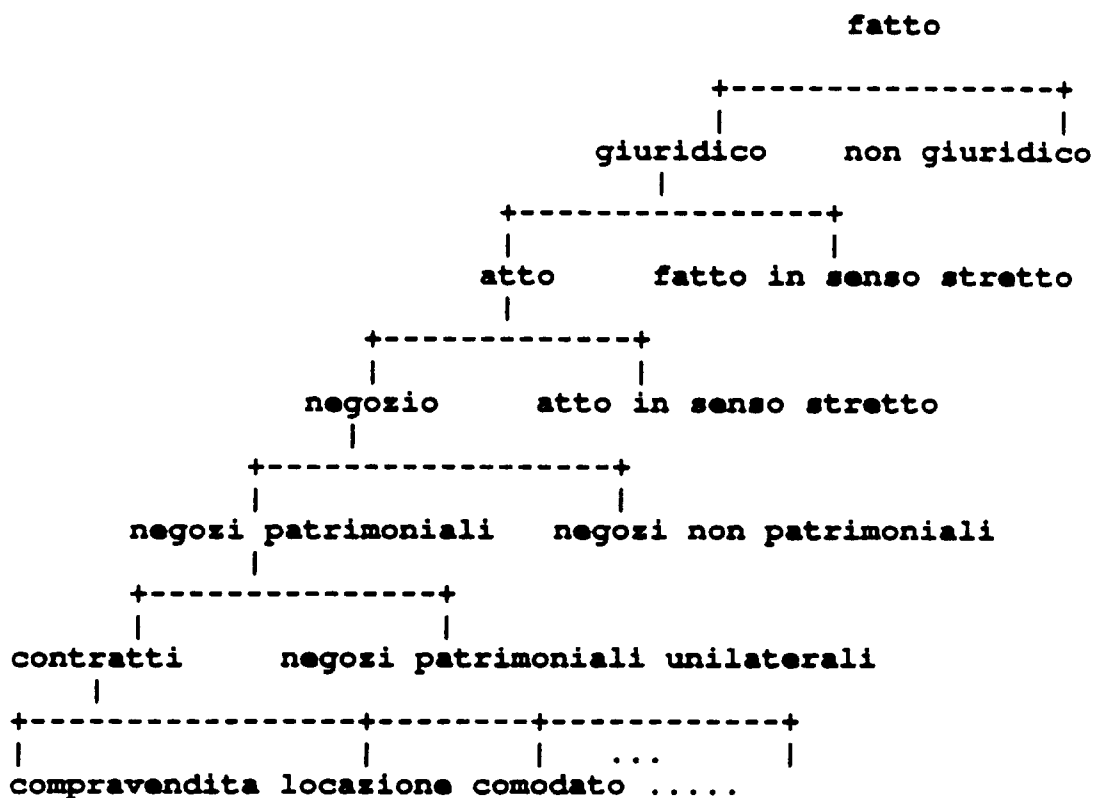 fatto
giuridico non giuridico
atto fatto in senso stretto
negozio atto in senso stretto
negozi patrimoniali negozi non patrimoniali
contratti negozi patrimoniali unilaterali
...
compravendita locazione comodato .....